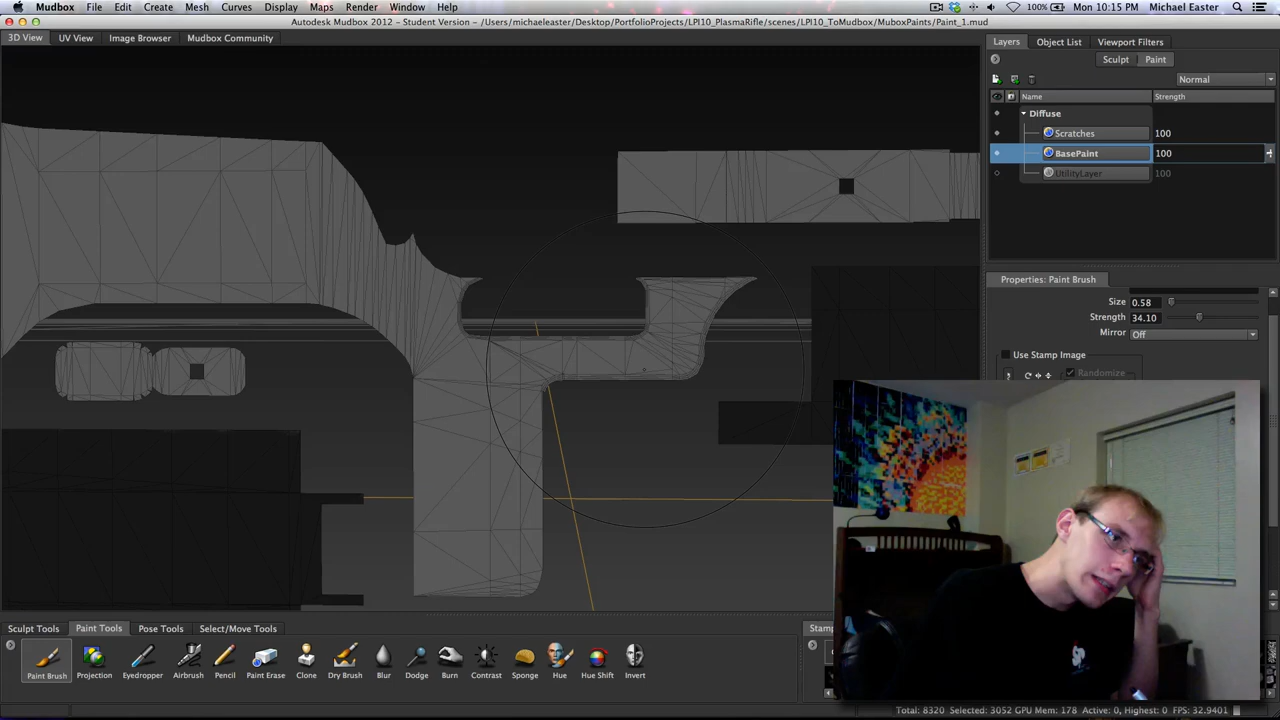 Mudbox File Edit Create Mesh Curves Display Maps Render Window Help 100% Mon 10:15 PM Michael Easter
Autodesk Mudbox 2012 - Student Version - /Users/michaeleaster/Desktop/PortfolioProjects/LPI10_PlasmaRifle/scenes/LPI10_ToMudbox/MuboxPaints/Paint_1.mud
3D View UV View Image Browser Mudbox Community
Layers Object List Viewport Filters
Sculpt Paint
Normal
Name Strength
Diffuse
Scratches 100
BasePaint 100
UtilityLayer 100
Properties: Paint Brush
Size 0.58
Strength 34.10
Mirror Off
Use Stamp Image
Randomize
Sculpt Tools Paint Tools Pose Tools Select/Move Tools
Paint Brush Projection Eyedropper Airbrush Pencil Paint Erase Clone Dry Brush Blur Dodge Burn Contrast Sponge Hue Hue Shift Invert
Total: 8320 Selected: 3052 GPU Mem: 178 Active: 0, Highest: 0 FPS: 32.9401